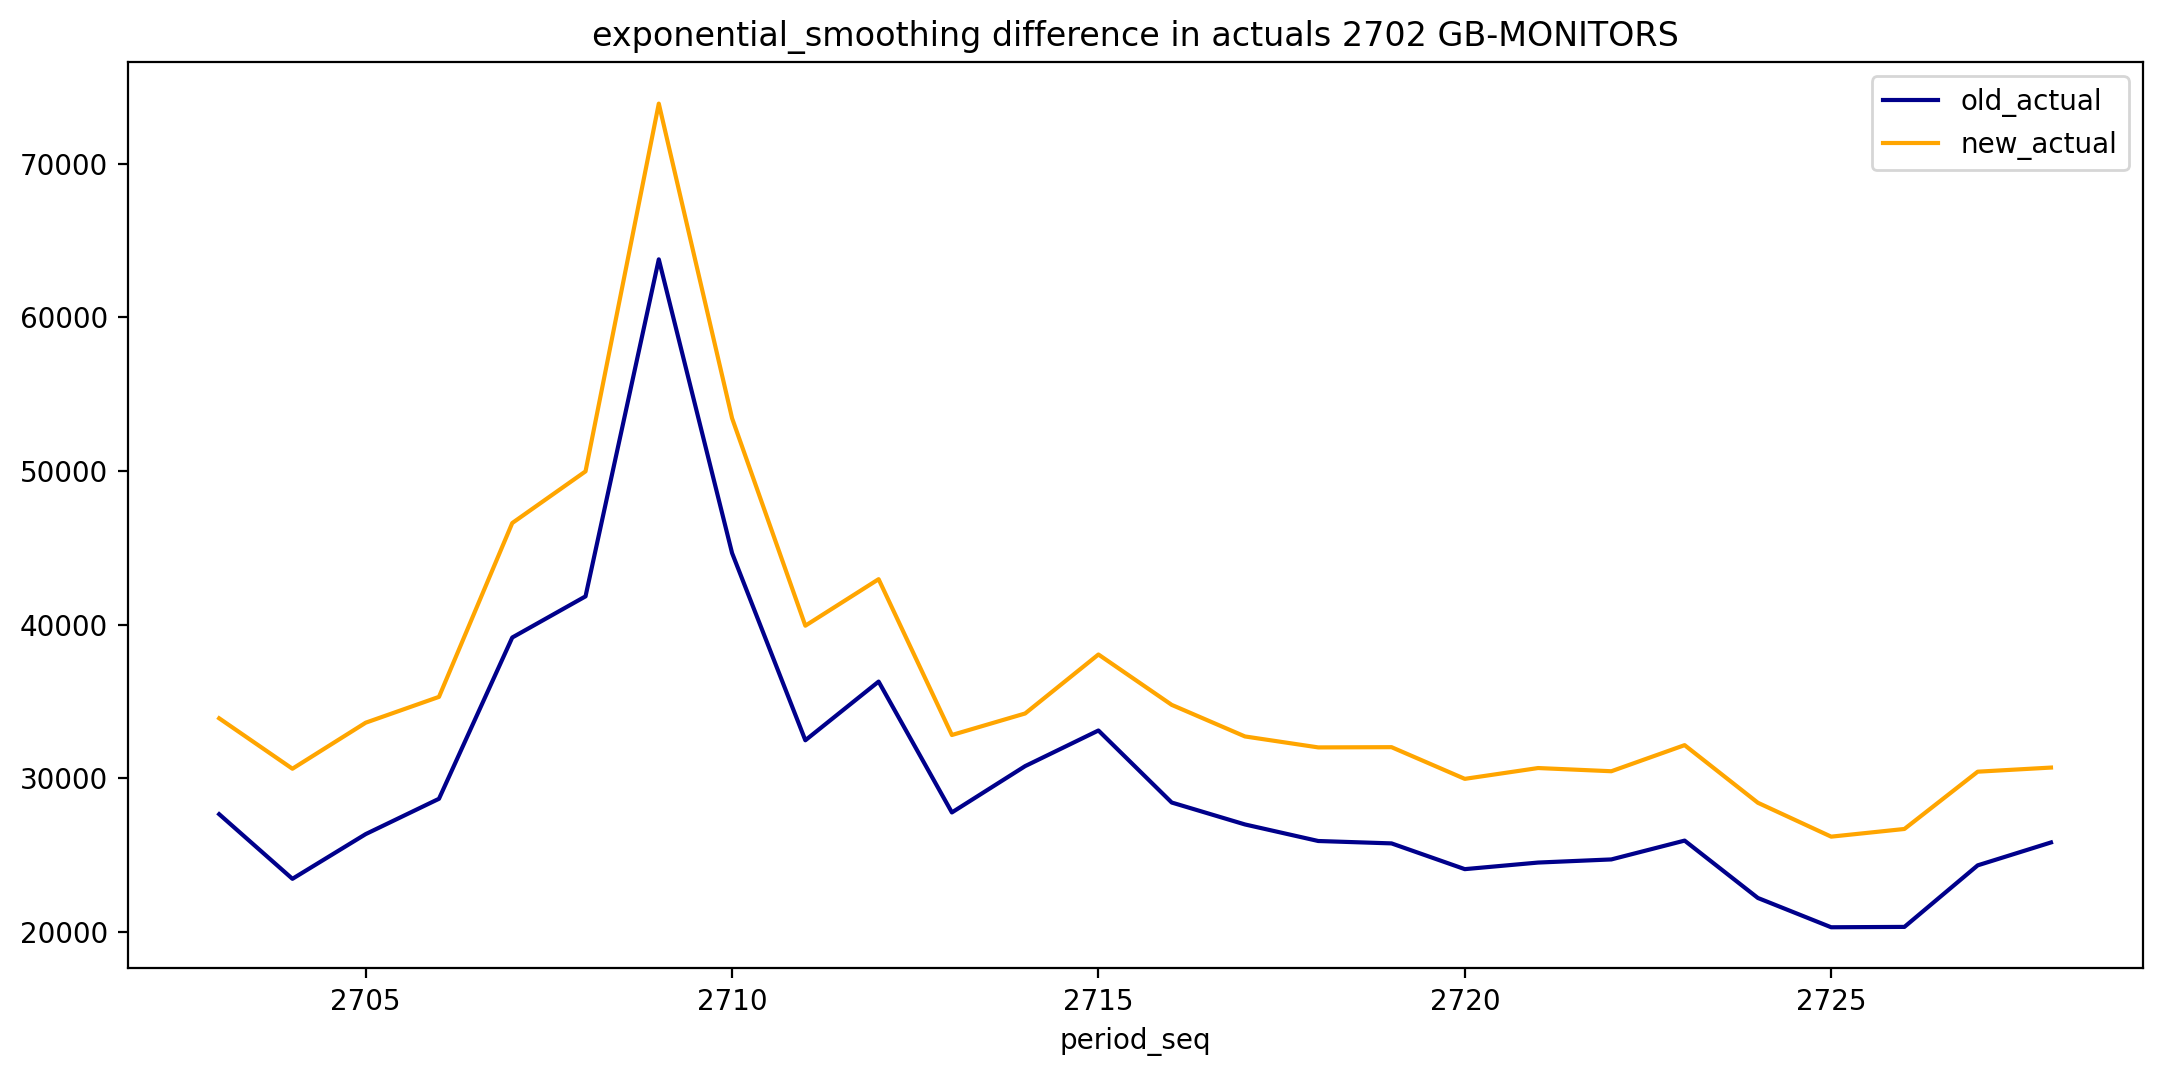 exponential_smoothing difference in actuals 2702 GB-MONITORS
old_actual
new_actual
70000
60000
50000
40000
30000
20000
2705 2710 2715 2720 2725
period_seq